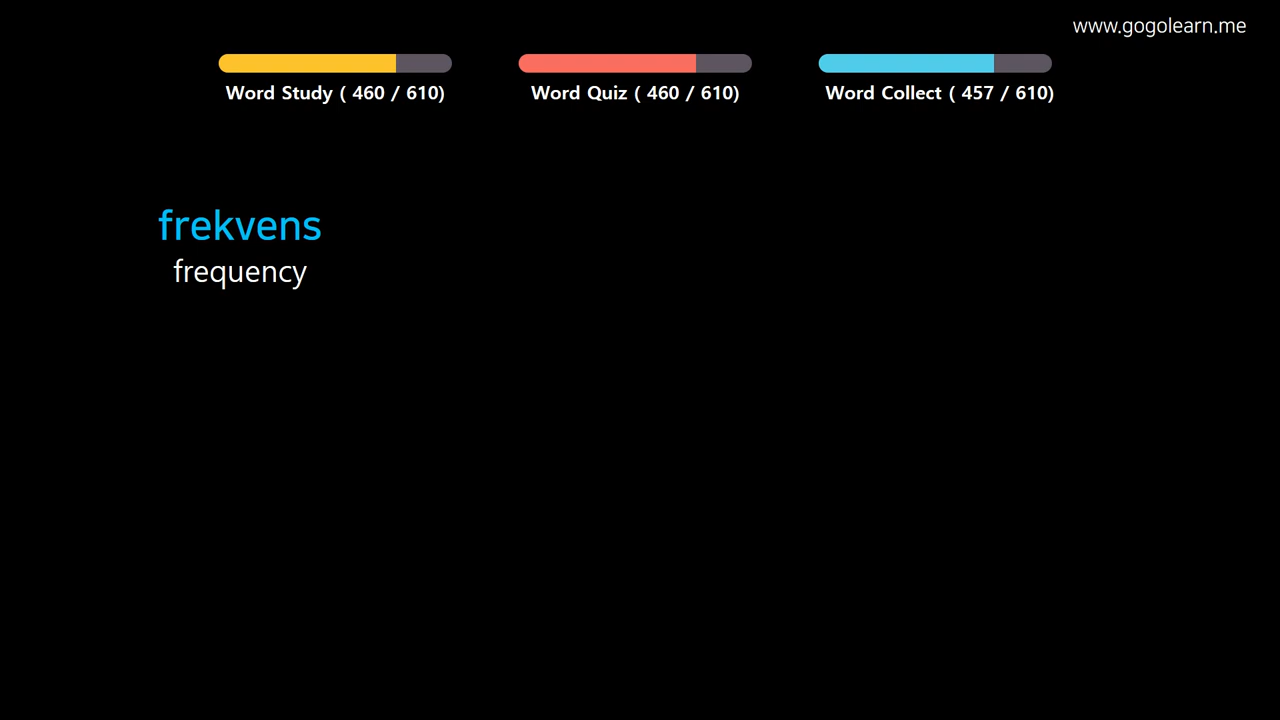 www.gogolearn.me
Word Study ( 460 / 610)
Word Quiz ( 460 / 610)
Word Collect ( 457 / 610)
frekvens
frequency